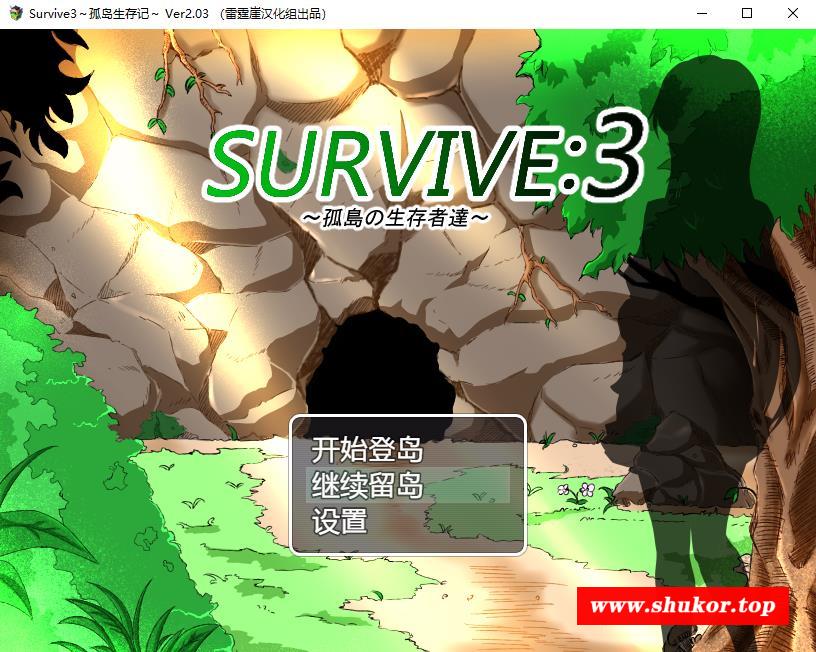 Survive3～孤岛生存记～ Ver2.03 （雷霆崖汉化组出品）
SURVIVE:3
～孤島の生存者達～
开始登岛
继续留岛
设置
www.shukor.top